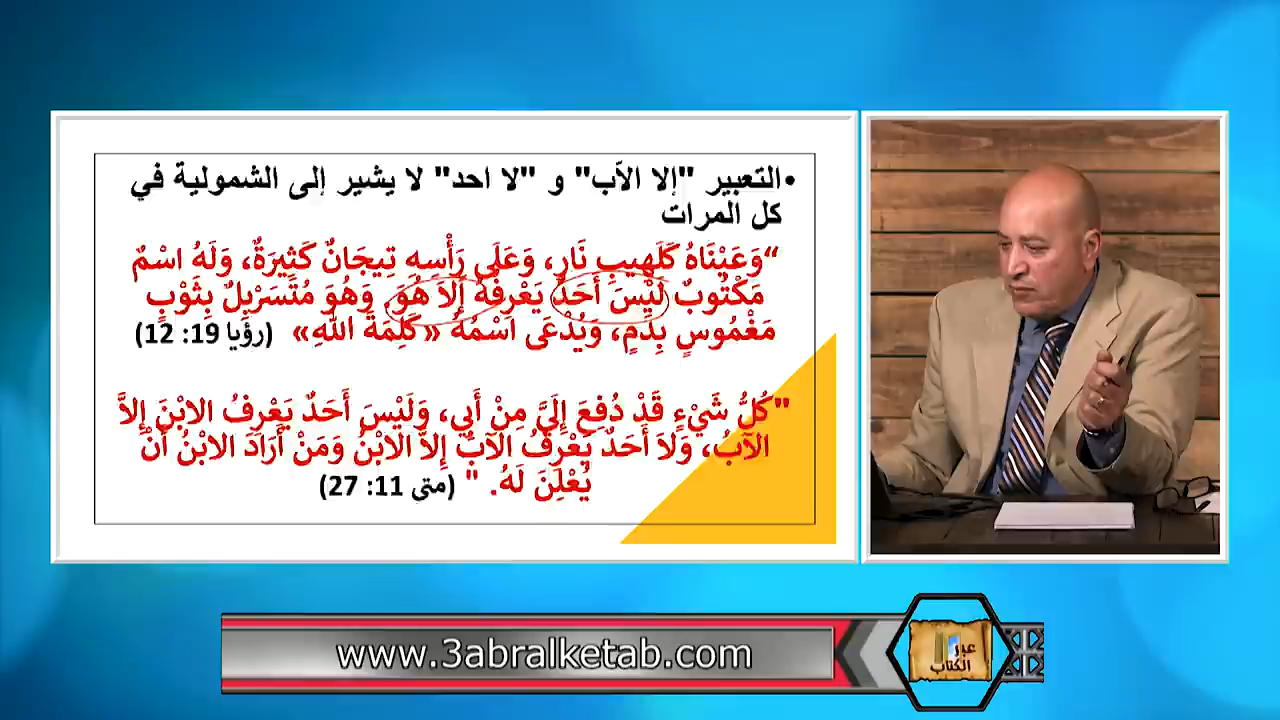 •التعبير "إلا الآب" و "لا احد" لا يشير إلى الشمولية في
كل المرات
“وَعَيْنَاهُ كَلَهِيبِ نَارٍ، وَعَلَى رَأْسِهِ تِيجَانٌ كَثِيرَةٌ، وَلَهُ اسْمٌ
مَكْتُوبٌ لَيْسَ أَحَدٌ يَعْرِفُهُ إِلاَّ هُوَ وَهُوَ مُتَسَرْبِلٌ بِثَوْبٍ
مَغْمُوسٍ بِدَمٍ، وَيُدْعَى اسْمُهُ «كَلِمَةَ اللهِ» (رؤيا 19: 12)
"كُلُّ شَيْءٍ قَدْ دُفِعَ إِلَيَّ مِنْ أَبِي، وَلَيْسَ أَحَدٌ يَعْرِفُ الابْنَ إِلاَّ
الآبُ، وَلاَ أَحَدٌ يَعْرِفُ الآبَ إِلاَّ الابْنُ وَمَنْ أَرَادَ الابْنُ أَنْ
يُعْلِنَ لَهُ. " (متى 11: 27)
www.3abralketab.com
عبر
الكتاب